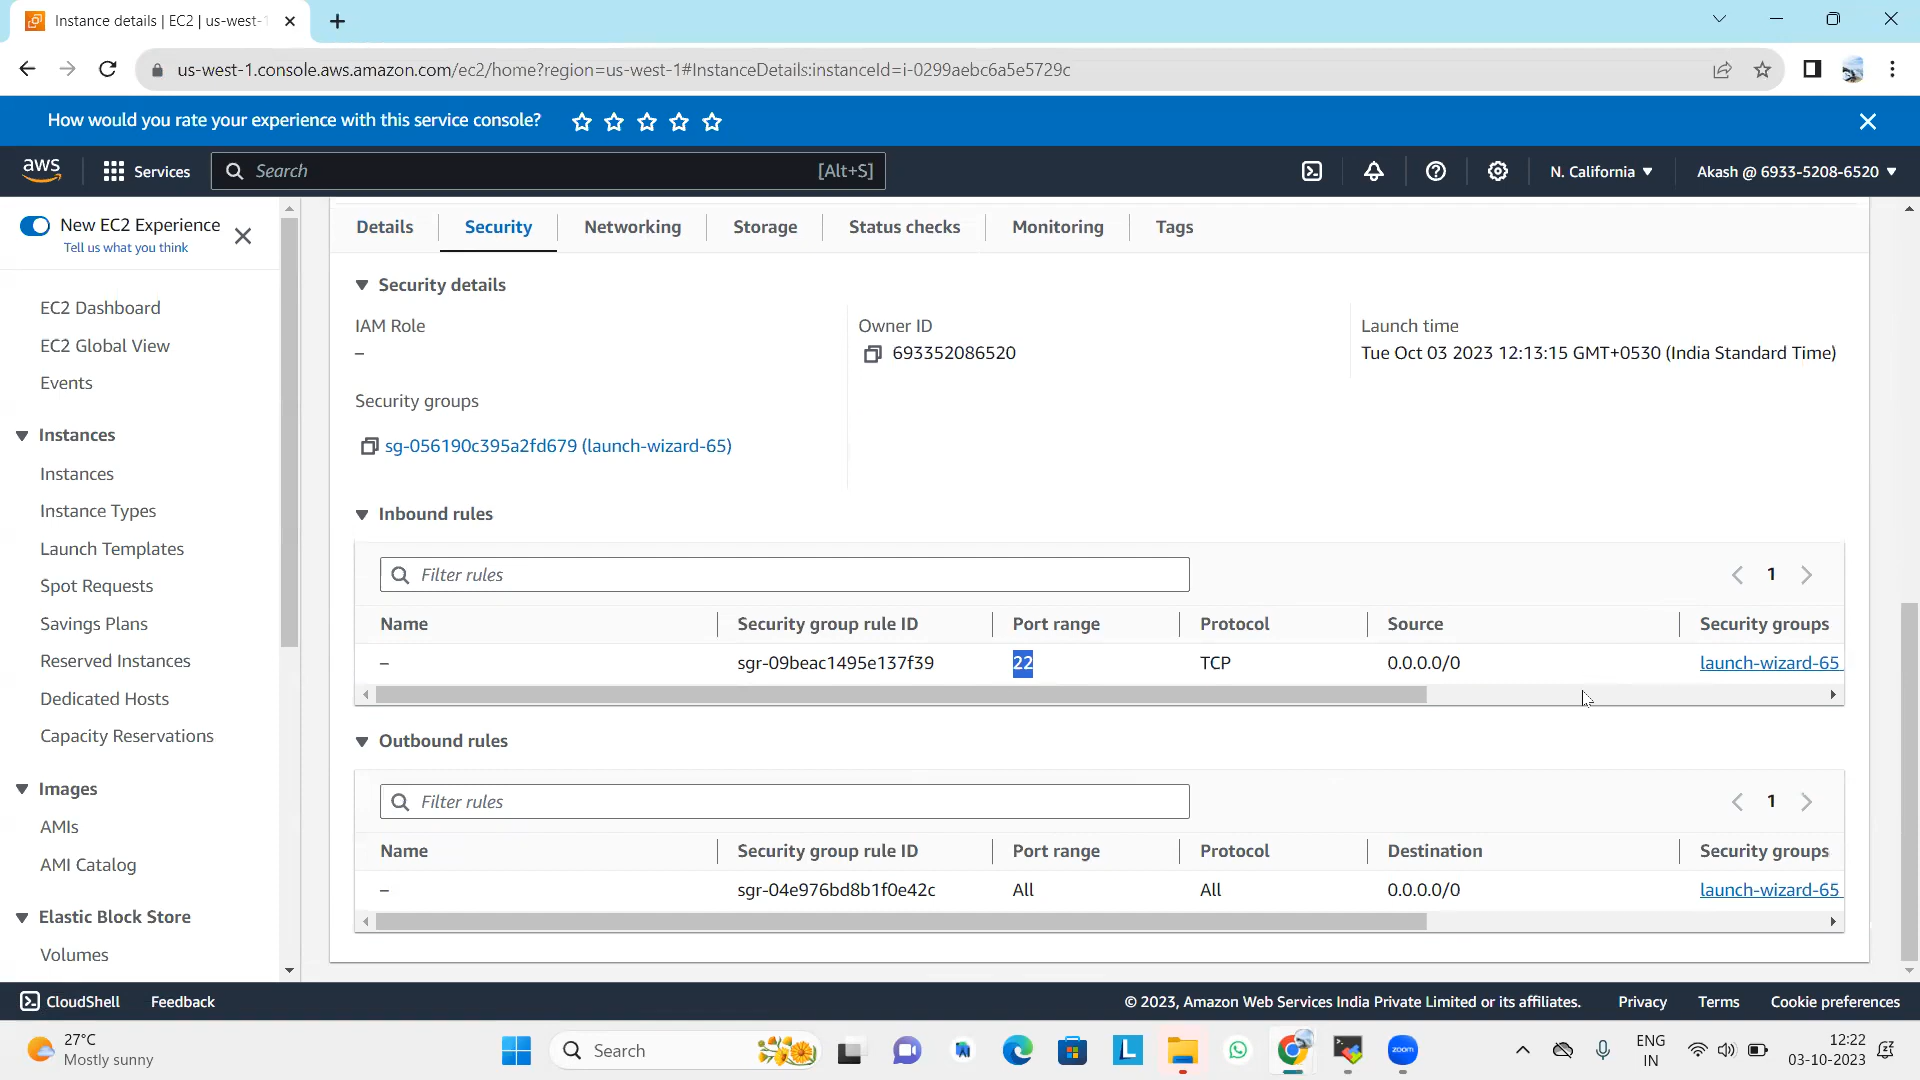 Instance details | EC2 | us-west-1
us-west-1.console.aws.amazon.com/ec2/home?region=us-west-1#InstanceDetails:instanceId=i-0299aebc6a5e5729c
How would you rate your experience with this service console?
aws
Services
Search
[Alt+S]
N. California
Akash @ 6933-5208-6520
New EC2 Experience
Tell us what you think
EC2 Dashboard
EC2 Global View
Events
Instances
Instances
Instance Types
Launch Templates
Spot Requests
Savings Plans
Reserved Instances
Dedicated Hosts
Capacity Reservations
Images
AMIs
AMI Catalog
Elastic Block Store
Volumes
Details Security Networking Storage Status checks Monitoring Tags
Security details
IAM Role
–
Owner ID
693352086520
Launch time
Tue Oct 03 2023 12:13:15 GMT+0530 (India Standard Time)
Security groups
sg-056190c395a2fd679 (launch-wizard-65)
Inbound rules
Filter rules
1
Name Security group rule ID Port range Protocol Source Security groups
– sgr-09beac1495e137f39 22 TCP 0.0.0.0/0 launch-wizard-65
Outbound rules
Filter rules
1
Name Security group rule ID Port range Protocol Destination Security groups
– sgr-04e976bd8b1f0e42c All All 0.0.0.0/0 launch-wizard-65
CloudShell Feedback © 2023, Amazon Web Services India Private Limited or its affiliates. Privacy Terms Cookie preferences
27°C
Mostly sunny
Search
L
zoom
ENG
IN
12:22
03-10-2023